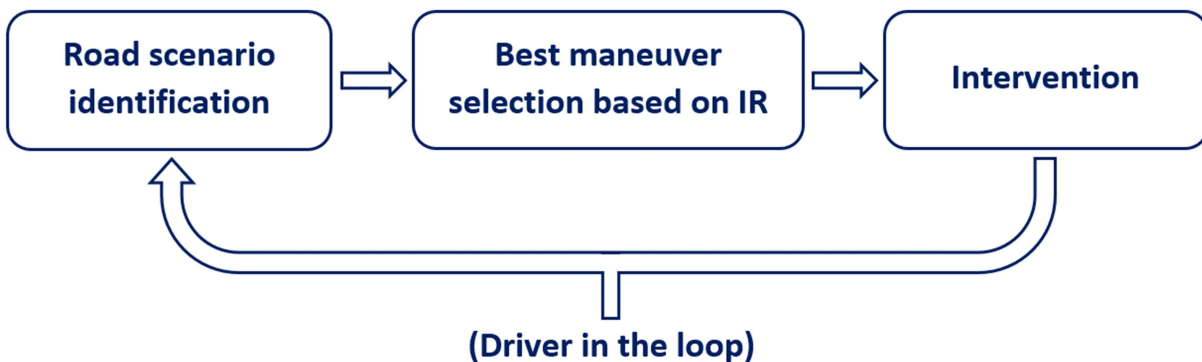 Road scenario
identification
Best maneuver
selection based on IR
Intervention
(Driver in the loop)